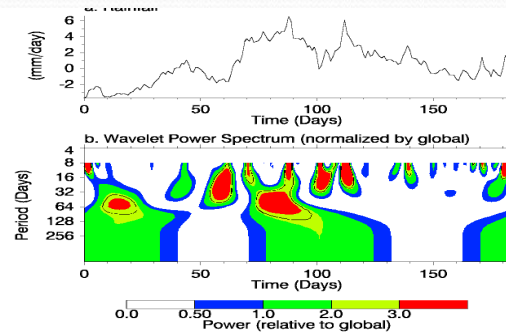 a. Rainfall
6
4
2
0
-2
(mm/day)
0 50 100 150
Time (Days)
b. Wavelet Power Spectrum (normalized by global)
4
8
16
32
64
128
256
Period (Days)
0 50 100 150
Time (Days)
0.0 0.50 1.0 2.0 3.0
Power (relative to global)